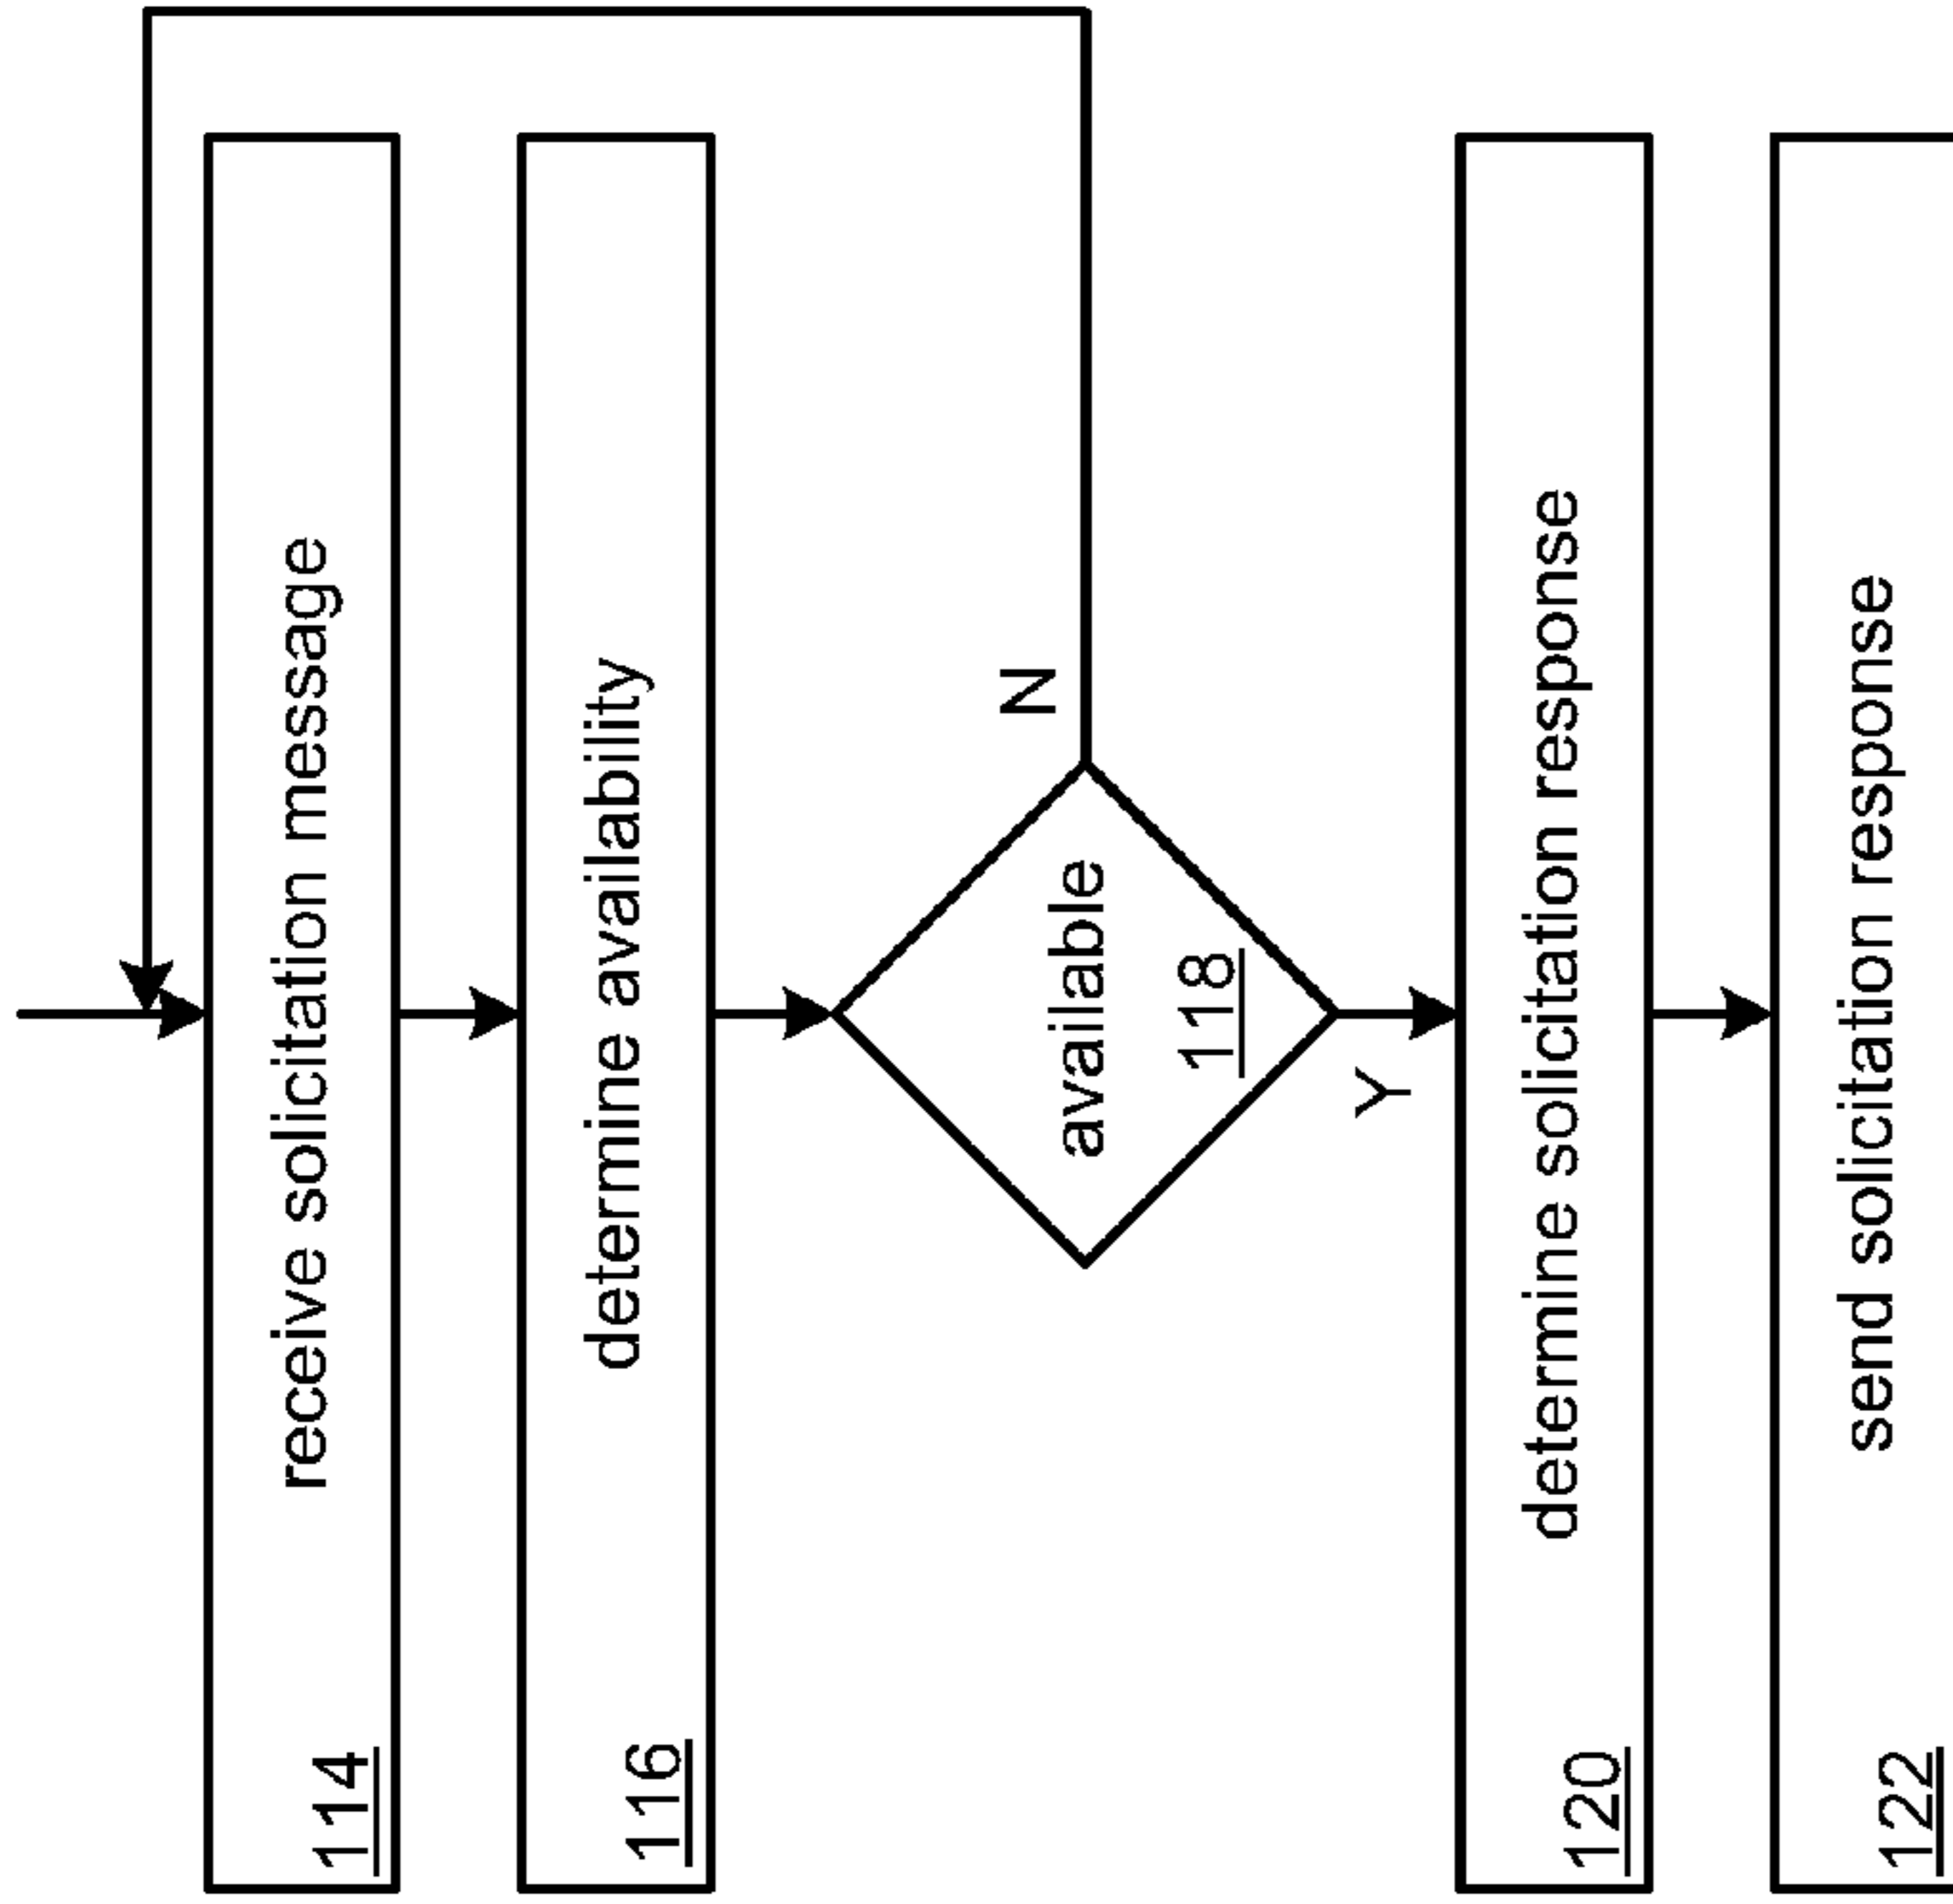 receive solicitation message
114
determine availability
116
available
118
N
Y
determine solicitation response
120
send solicitation response
122